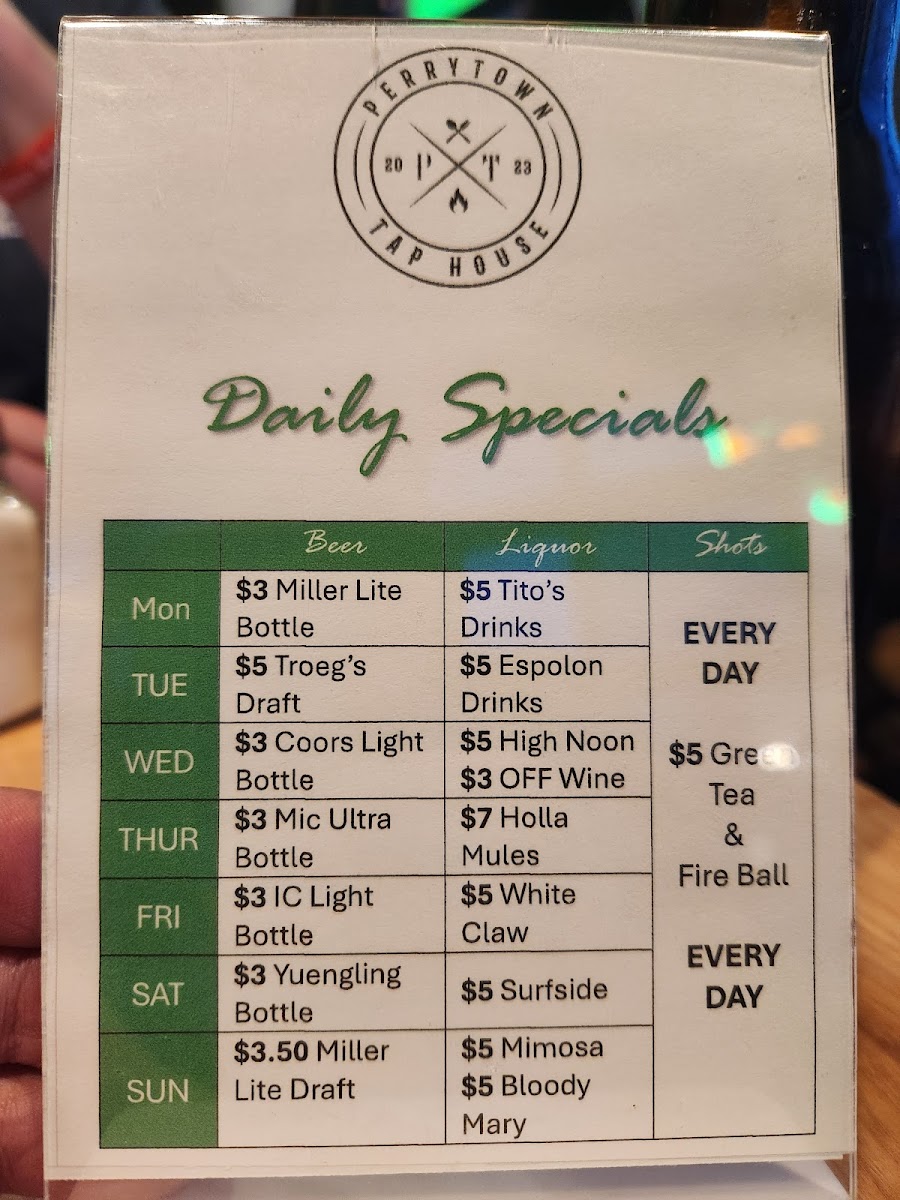 PERRYTOWN
20 PT 23
TAP HOUSE
Daily Specials
Beer
Liquor
Shots
Mon
$3 Miller Lite
Bottle
$5 Tito's
Drinks
TUE
$5 Troeg's
Draft
$5 Espolon
Drinks
WED
$3 Coors Light
Bottle
$5 High Noon
$3 OFF Wine
THUR
$3 Mic Ultra
Bottle
$7 Holla
Mules
FRI
$3 IC Light
Bottle
$5 White
Claw
SAT
$3 Yuengling
Bottle
$5 Surfside
SUN
$3.50 Miller
Lite Draft
$5 Mimosa
$5 Bloody
Mary
EVERY
DAY
$5 Green
Tea
&
Fire Ball
EVERY
DAY